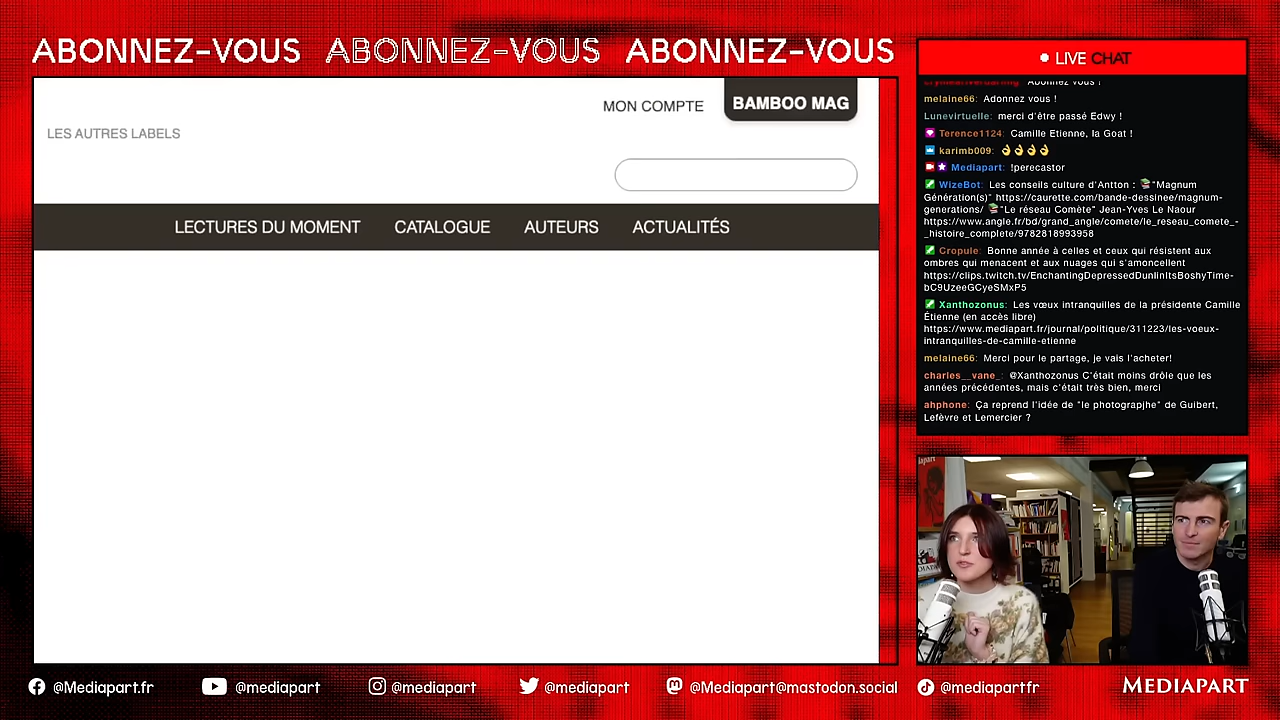 ABONNEZ-VOUS ABONNEZ-VOUS ABONNEZ-VOUS
MON COMPTE
BAMBOO MAG
LES AUTRES LABELS
LECTURES DU MOMENT CATALOGUE AUTEURS ACTUALITÉS
LIVE CHAT
Abonnez vous !
melaine66: Adonnez vous !
Lunevirtuelle: merci d'être passé Edwy !
Terence1124: Camille Etienne, la Goat !
karimb009: 👌👌👌👌
Mediapart: !perecastor
WizeBot: Les conseils culture d'Antton : 📚"Magnum
Génération(s)" https://caurette.com/bande-dessinee/magnum-
generations/ 📚"Le réseau Comète" Jean-Yves Le Naour
https://www.angle.fr/bd/grand_angle/comete/le_reseau_comete_-
_histoire_complete/9782818993958
Cropule: Bonne année à celles et ceux qui résistent aux
ombres qui menacent et aux nuages qui s'amoncellent
https://clips.twitch.tv/EnchantingDepressedDunlinItsBoshyTime-
bC9UzeeGCyeSMxP5
Xanthozonus: Les vœux intranquilles de la présidente Camille
Étienne (en accès libre)
https://www.mediapart.fr/journal/politique/311223/les-voeux-
intranquilles-de-camille-etienne
melaine66: Merci pour le partage, je vais l'acheter!
charles__vane_: @Xanthozonus C'était moins drôle que les
années précédentes, mais c'était très bien, merci
ahphone: Ça reprend l'idée de "le photograpjhe" de Guibert,
Lefèvre et Lemercier ?
@Mediapart.fr @mediapart @mediapart @mediapart @Mediapart@mastodon.social @mediapartfr MEDIAPART